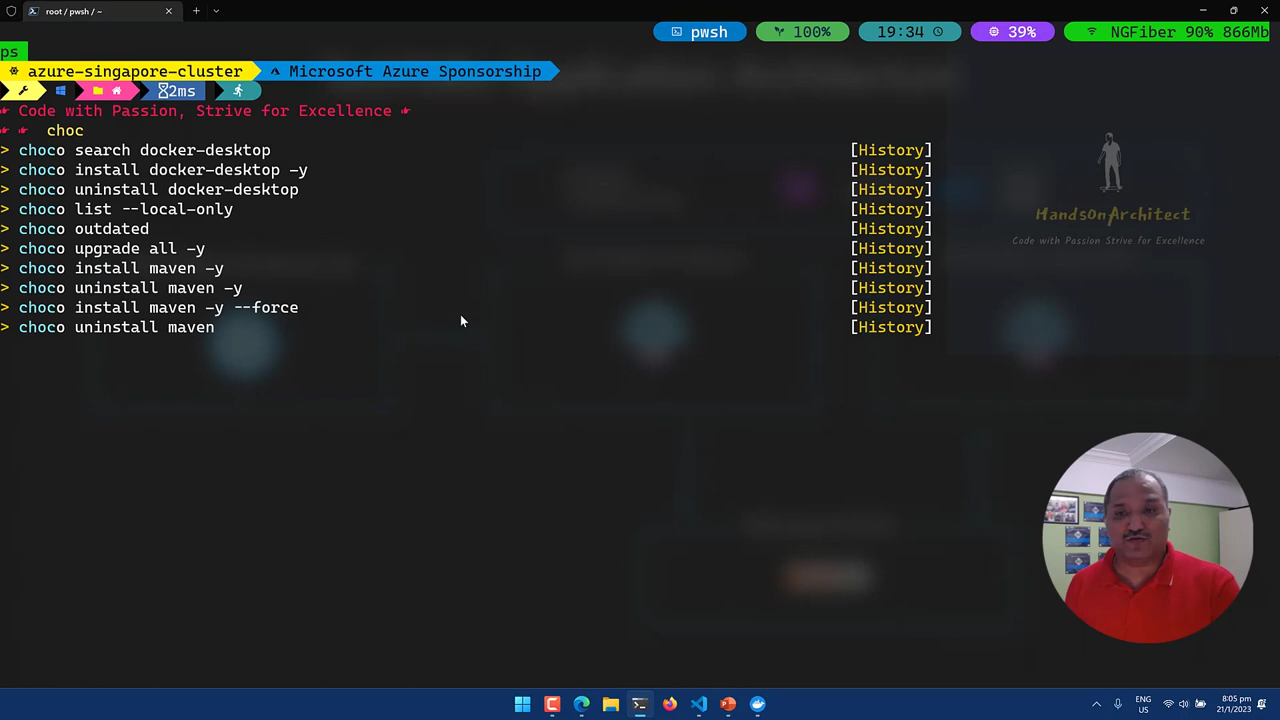 root / pwsh / ~
pwsh
100%
19:34
39%
NGFiber 90% 866Mb
ps
azure-singapore-cluster
Microsoft Azure Sponsorship
2ms
Code with Passion, Strive for Excellence
choc
> choco search docker-desktop [History]
> choco install docker-desktop -y [History]
> choco uninstall docker-desktop [History]
> choco list --local-only [History]
> choco outdated [History]
> choco upgrade all -y [History]
> choco install maven -y [History]
> choco uninstall maven -y [History]
> choco install maven -y --force [History]
> choco uninstall maven [History]
HandsOnArchitect
Code with Passion Strive for Excellence
ENG
US
8:05 pm
21/1/2023